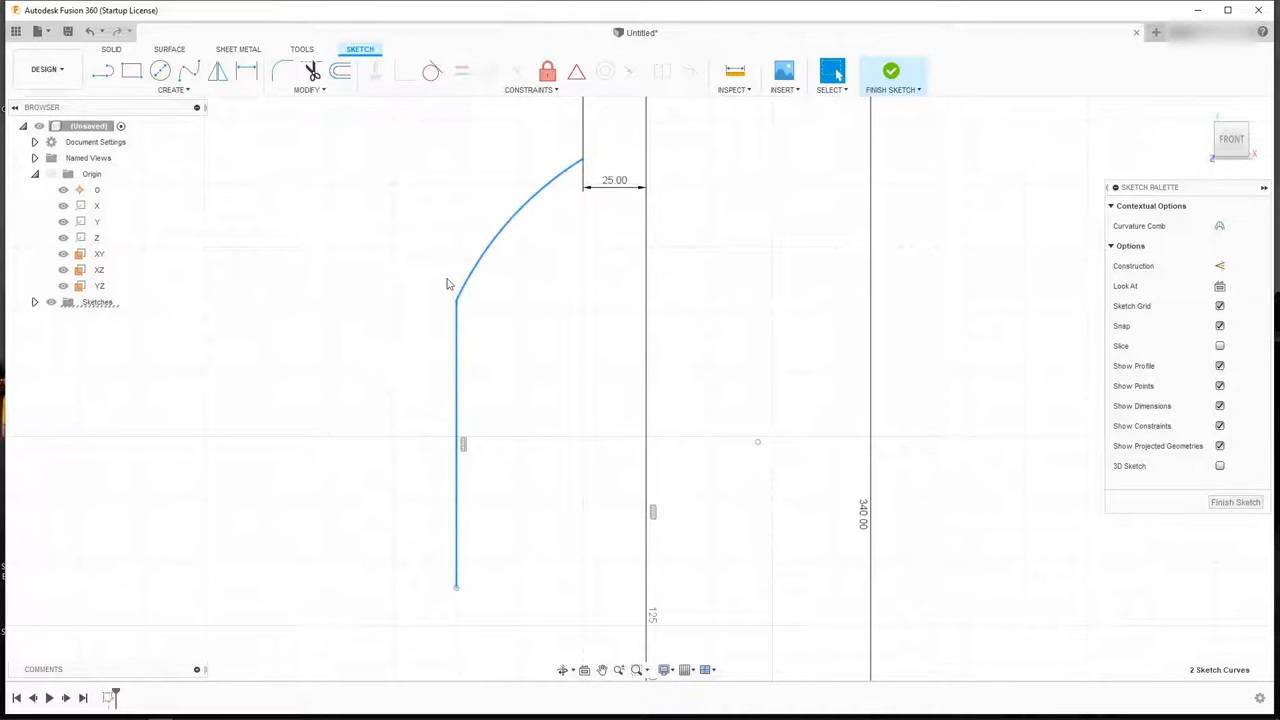 Autodesk Fusion 360 (Startup License)
Untitled*
SOLID SURFACE SHEET METAL TOOLS SKETCH
DESIGN
CREATE MODIFY CONSTRAINTS INSPECT INSERT SELECT FINISH SKETCH
BROWSER
(Unsaved)
Document Settings
Named Views
Origin
O
X
Y
Z
XY
XZ
YZ
Sketches
25.00
340.00
125
FRONT
X
Z
SKETCH PALETTE
Contextual Options
Curvature Comb
Options
Construction
Look At
Sketch Grid
Snap
Slice
Show Profile
Show Points
Show Dimensions
Show Constraints
Show Projected Geometries
3D Sketch
Finish Sketch
COMMENTS
2 Sketch Curves